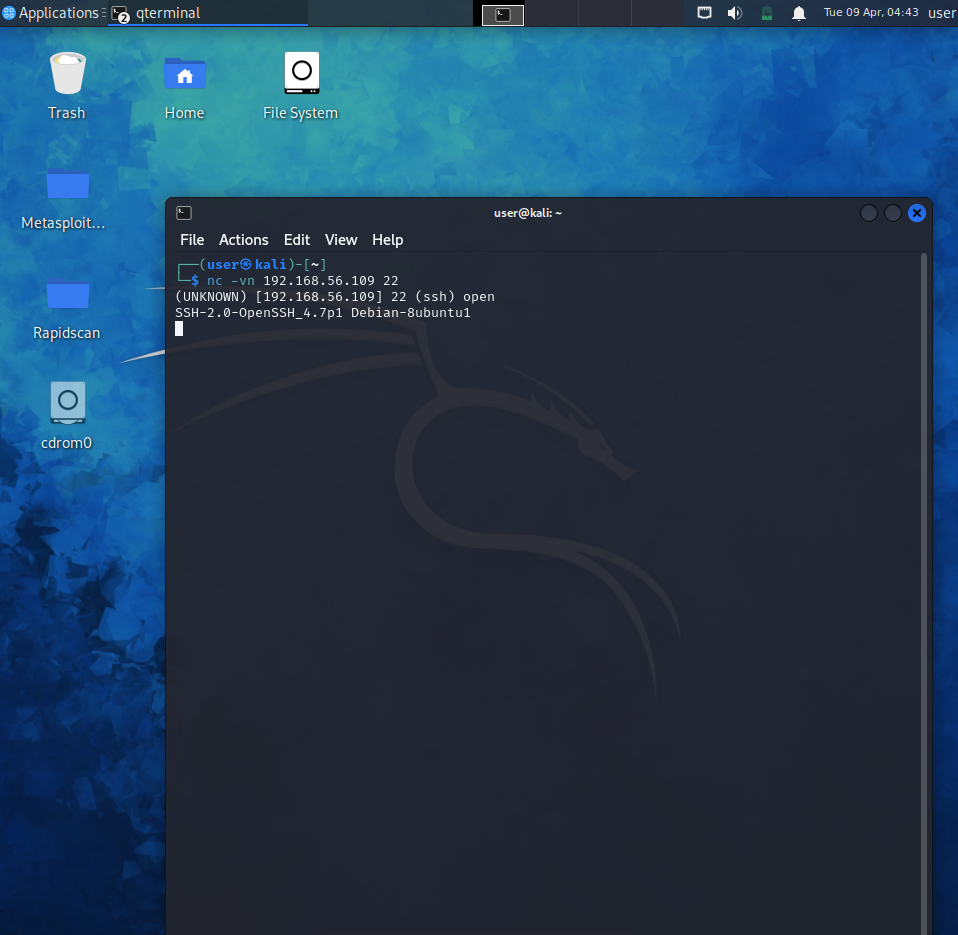 Applications
2 qterminal
Tue 09 Apr, 04:43 user
Trash
Home
File System
Metasploit...
Rapidscan
cdrom0
user@kali: ~
File Actions Edit View Help
┌──(user㉿kali)-[~]
└─$ nc -vn 192.168.56.109 22
(UNKNOWN) [192.168.56.109] 22 (ssh) open
SSH-2.0-OpenSSH_4.7p1 Debian-8ubuntu1